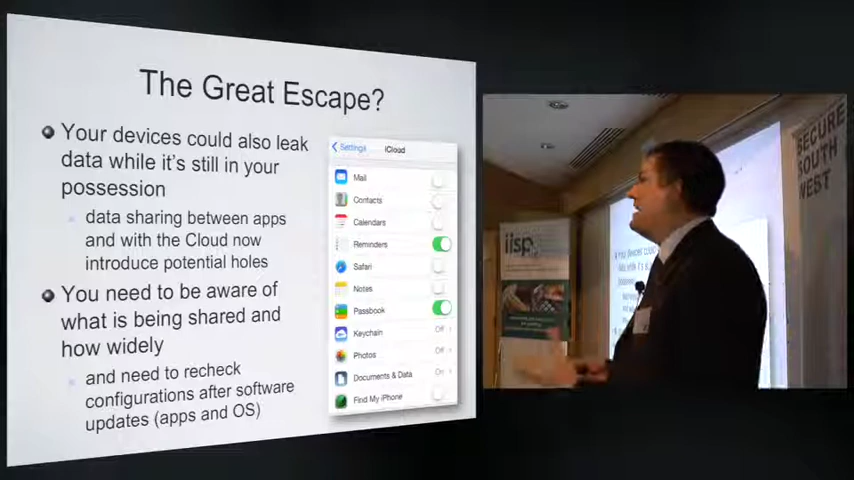 The Great Escape?
Your devices could also leak
data while it's still in your
possession
data sharing between apps
and with the Cloud now
introduce potential holes
You need to be aware of
what is being shared and
how widely
and need to recheck
configurations after software
updates (apps and OS)
Settings iCloud
Mail
Contacts
Calendars
Reminders
Safari
Notes
Passbook
Keychain Off
Photos Off
Documents & Data On
Find My iPhone
iisp
SECURE
SOUTH
WEST